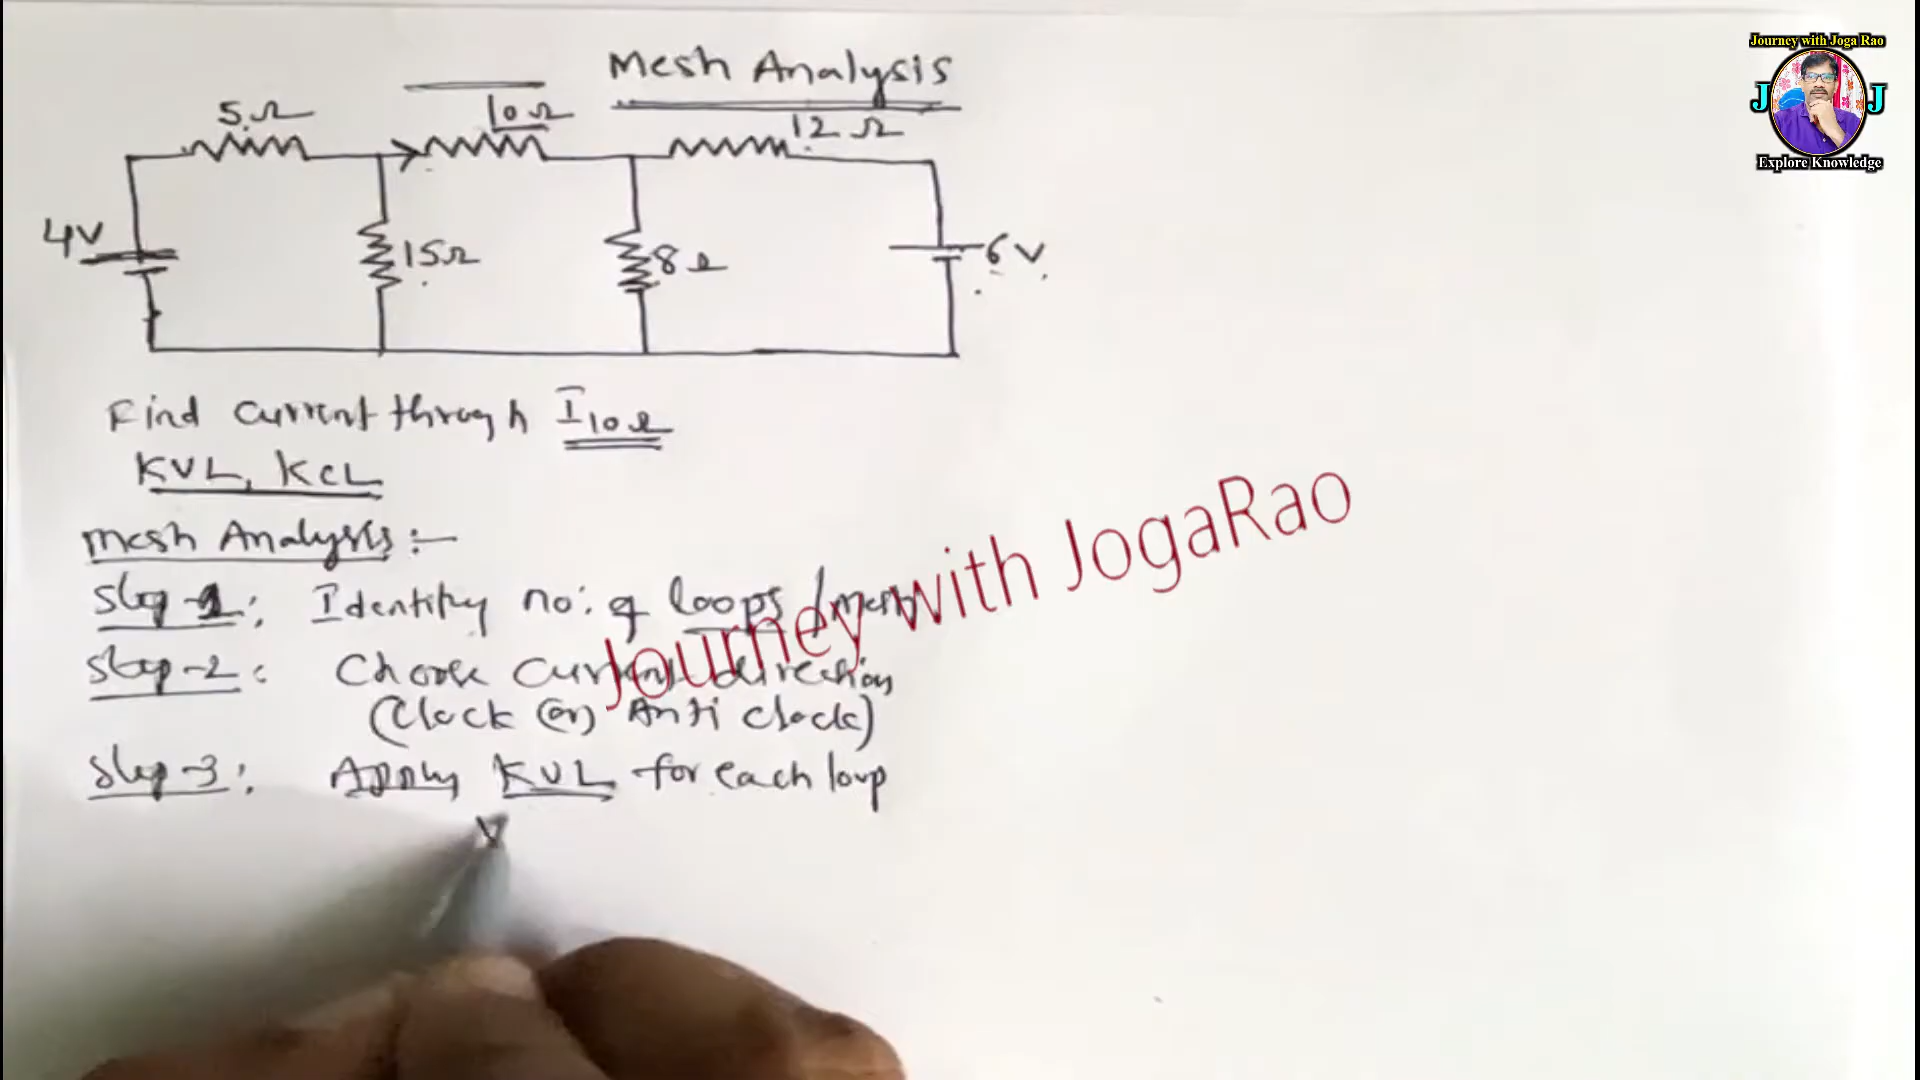 Mesh Analysis
5Ω
10Ω
12Ω
4V
15Ω
8Ω
6V
Find current through I10Ω
KVL, KCL
Mesh Analysis :-
Step-1: Identity no: of loops /mesh
Step-2: Choose current direction
(Clock (or) Anti clock)
Step-3: Apply KVL for each loop
V
Journey with JogaRao
Journey with Joga Rao
J J
Explore Knowledge